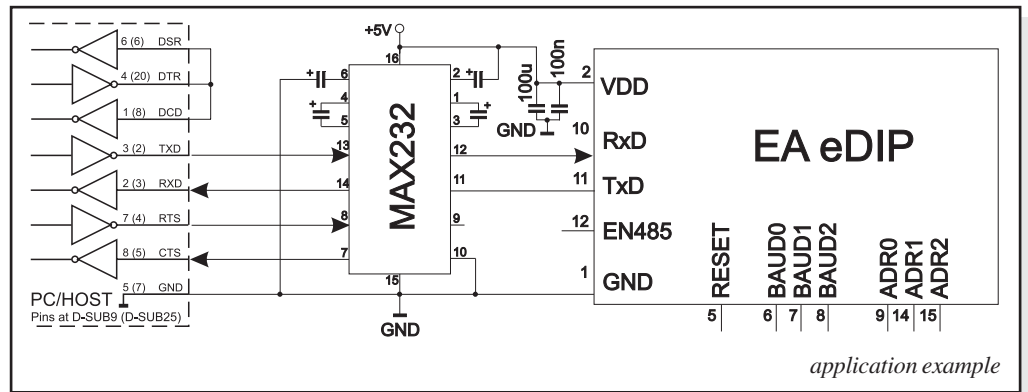 6 (6) DSR
4 (20) DTR
1 (8) DCD
3 (2) TXD
2 (3) RXD
7 (4) RTS
8 (5) CTS
5 (7) GND
PC/HOST
Pins at D-SUB9 (D-SUB25)
+5V
16
+ 6
2 +
4
+
5
1
+
3
13
12
14
11
8
9
7
10
15
MAX232
GND
100u
100n
GND
2 VDD
10 RxD
11 TxD
12 EN485
1 GND
EA eDIP
RESET
BAUD0
BAUD1
BAUD2
ADR0
ADR1
ADR2
5 6 7 8 9 14 15
application example